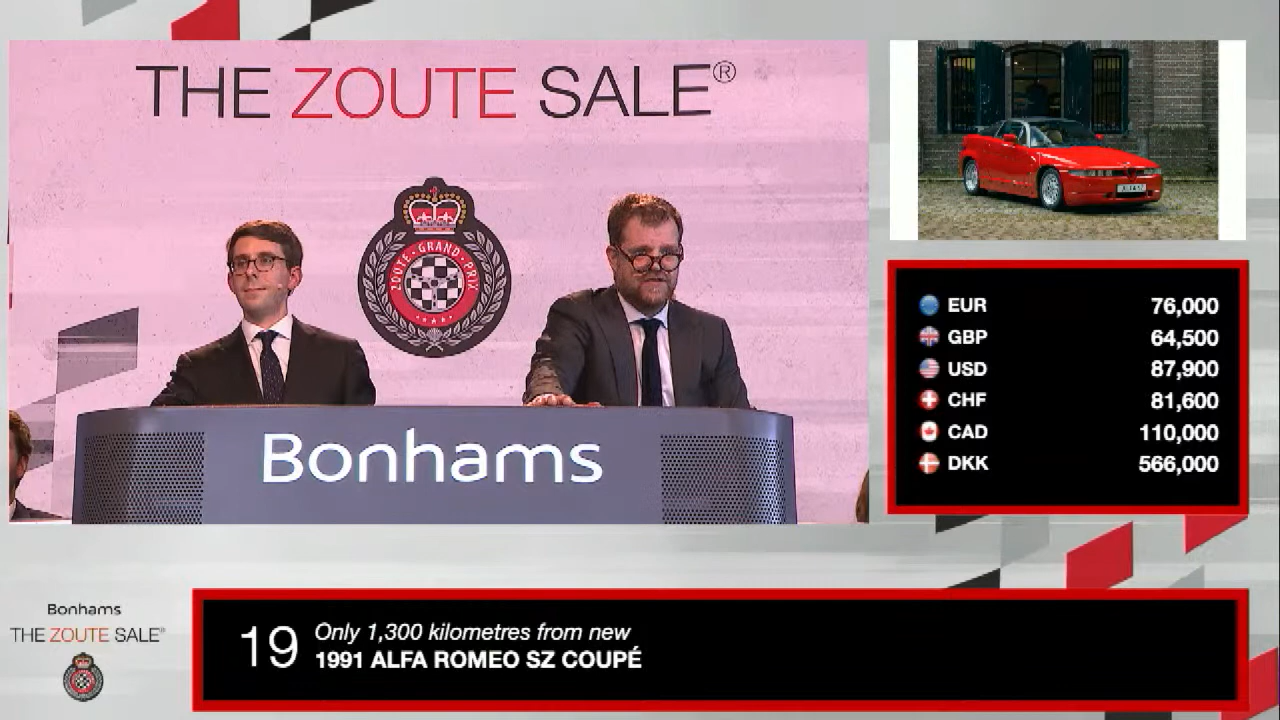 THE ZOUTE SALE®
ZOUTE · GRAND · PRIX
Bonhams
EUR 76,000
GBP 64,500
USD 87,900
CHF 81,600
CAD 110,000
DKK 566,000
Bonhams
THE ZOUTE SALE®
19
Only 1,300 kilometres from new
1991 ALFA ROMEO SZ COUPÉ